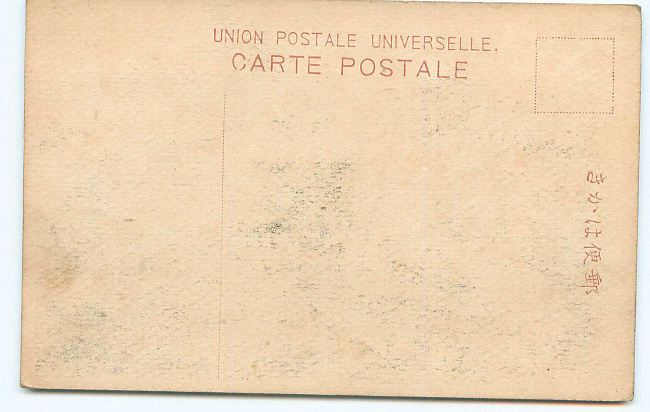 UNION POSTALE UNIVERSELLE.
CARTE POSTALE
郵便はかき